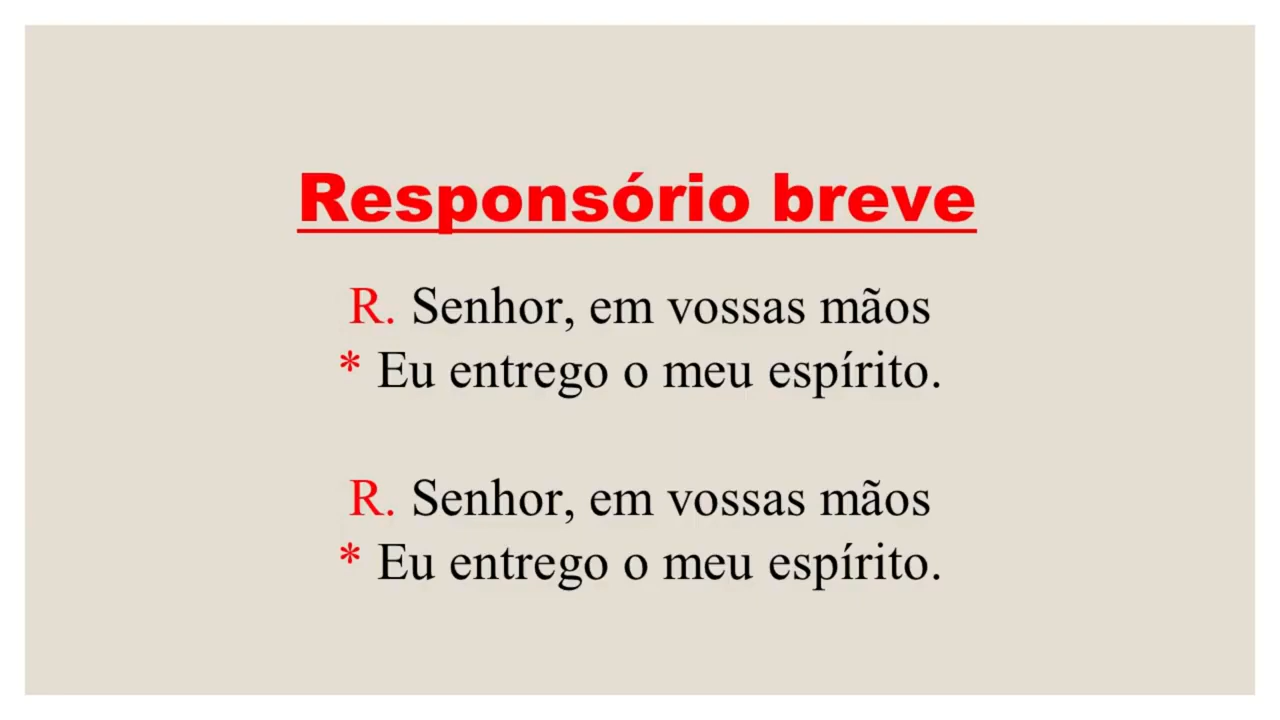 Responsório breve
R. Senhor, em vossas mãos
* Eu entrego o meu espírito.
R. Senhor, em vossas mãos
* Eu entrego o meu espírito.